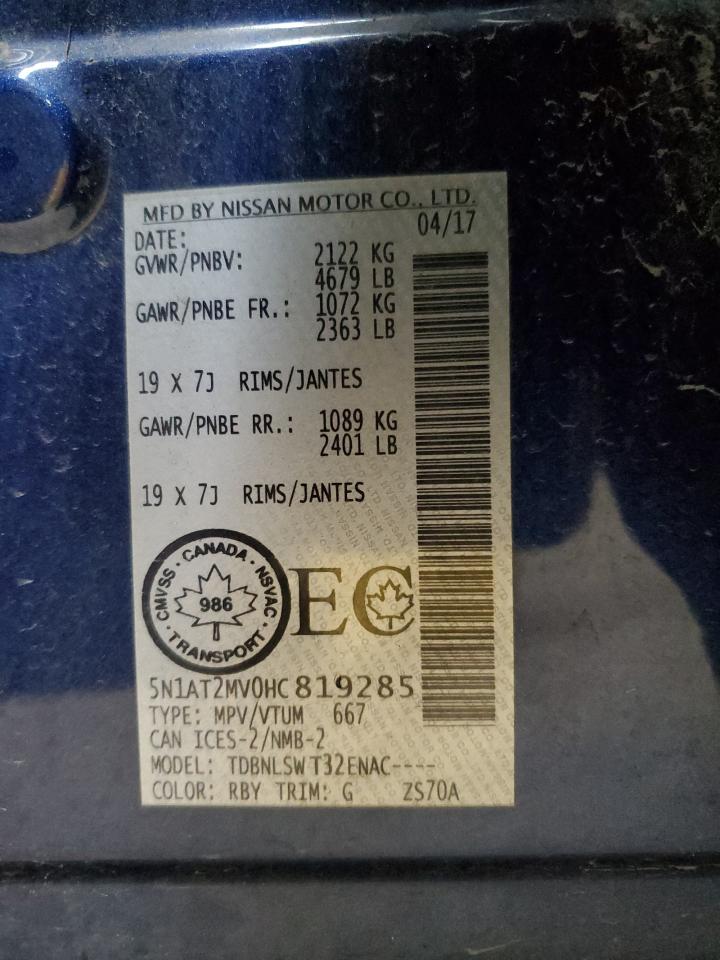 MFD BY NISSAN MOTOR CO., LTD.
DATE: 04/17
GVWR/PNBV: 2122 KG
4679 LB
GAWR/PNBE FR.: 1072 KG
2363 LB
19 X 7J RIMS/JANTES
GAWR/PNBE RR.: 1089 KG
2401 LB
19 X 7J RIMS/JANTES
CMVSS · CANADA · NSVAC · TRANSPORT ·
986
EC
5N1AT2MV0HC819285
TYPE: MPV/VTUM 667
CAN ICES-2/NMB-2
MODEL: TDBNLSWT32ENAC----
COLOR: RBY TRIM: G ZS70A